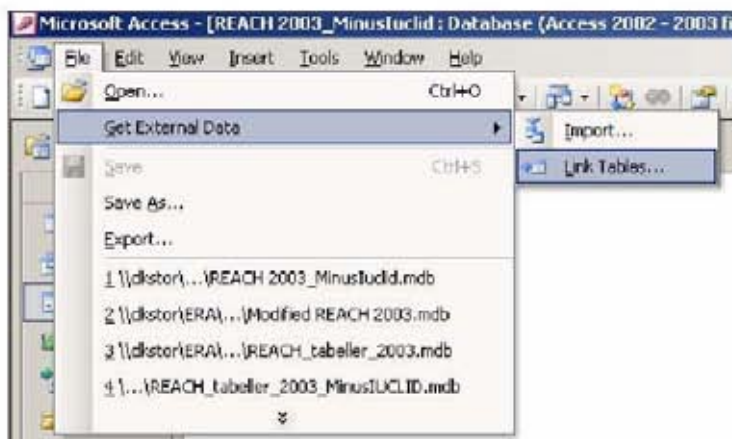 Microsoft Access - [REACH 2003_MinusIuclid : Database (Access 2002 - 2003 fi
File Edit View Insert Tools Window Help
Open... Ctrl+O
Get External Data
Import...
Link Tables...
Save Ctrl+S
Save As...
Export...
1 \\dkstor\...\REACH 2003_MinusIuclid.mdb
2 \\dkstor\ERA\...\Modified REACH 2003.mdb
3 \\dkstor\ERA\...\REACH_tabeller_2003.mdb
4 \...\REACH_tabeller_2003_MinusIUCLID.mdb